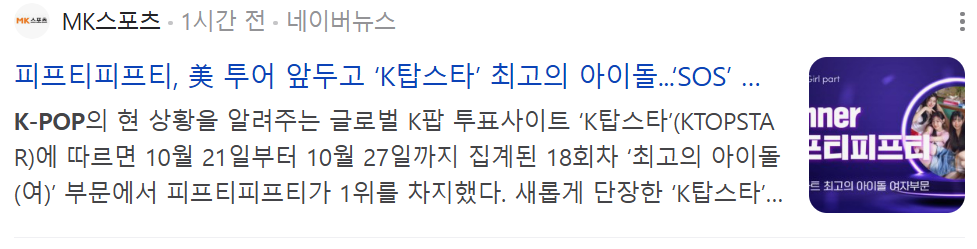 MK스포츠 MK스포츠 • 1시간 전 • 네이버뉴스
피프티피프티, 美 투어 앞두고 ‘K탑스타’ 최고의 아이돌...‘SOS’ ...
K-POP의 현 상황을 알려주는 글로벌 K팝 투표사이트 ‘K탑스타’(KTOPSTA
R)에 따르면 10월 21일부터 10월 27일까지 집계된 18회차 ‘최고의 아이돌
(여)’ 부문에서 피프티피프티가 1위를 차지했다. 새롭게 단장한 ‘K탑스타’...
Girl part
nner
프티피프티
트 최고의 아이돌 여자부문